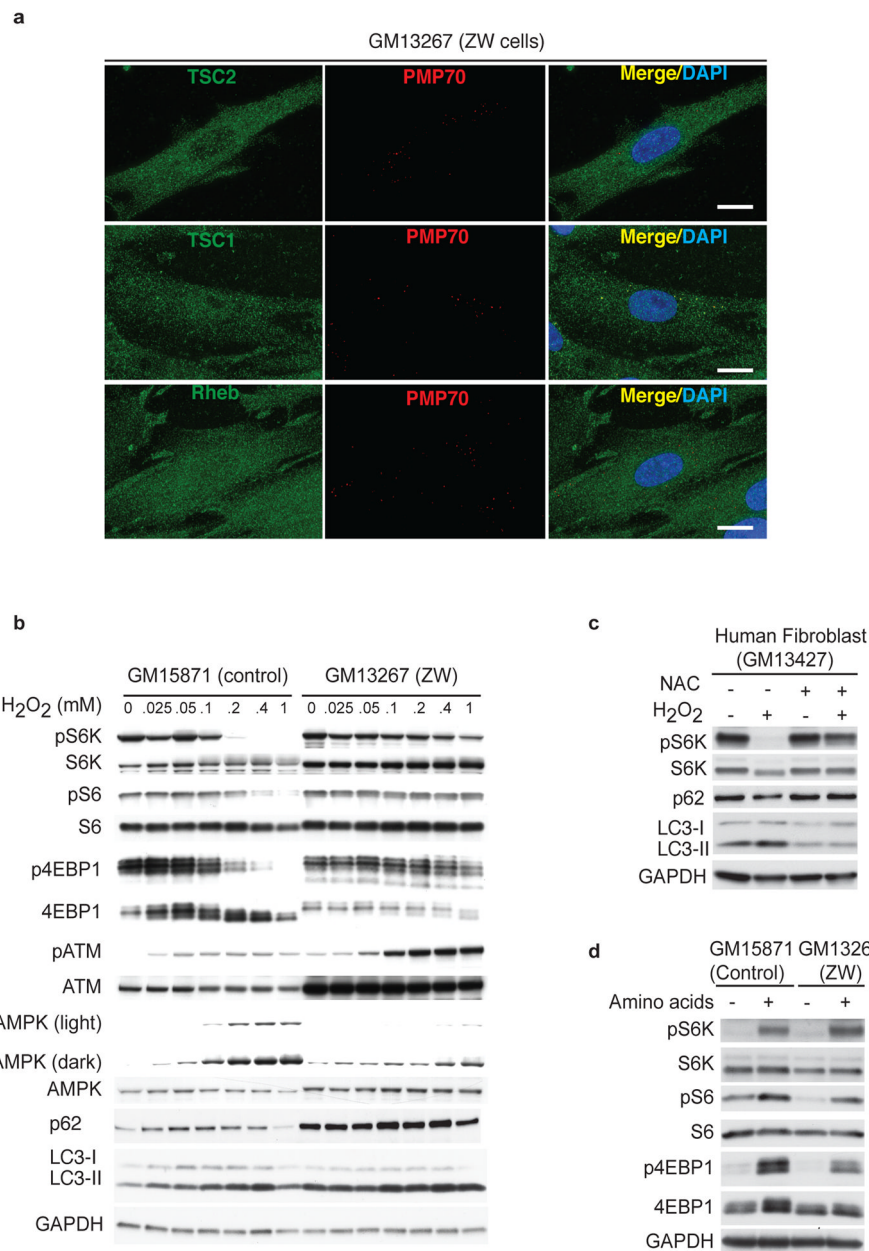 a
GM13267 (ZW cells)
TSC2 PMP70 Merge/DAPI
TSC1 PMP70 Merge/DAPI
Rheb PMP70 Merge/DAPI
b
GM15871 (control) GM13267 (ZW)
H₂O₂ (mM) 0 .025 .05 .1 .2 .4 1 0 .025 .05 .1 .2 .4 1
pS6K
S6K
pS6
S6
p4EBP1
4EBP1
pATM
ATM
AMPK (light)
AMPK (dark)
AMPK
p62
LC3-I
LC3-II
GAPDH
c
Human Fibroblast
(GM13427)
NAC - - + +
H₂O₂ - + - +
pS6K
S6K
p62
LC3-I
LC3-II
GAPDH
d
GM15871 GM1326
(Control) (ZW)
Amino acids - + - +
pS6K
S6K
pS6
S6
p4EBP1
4EBP1
GAPDH